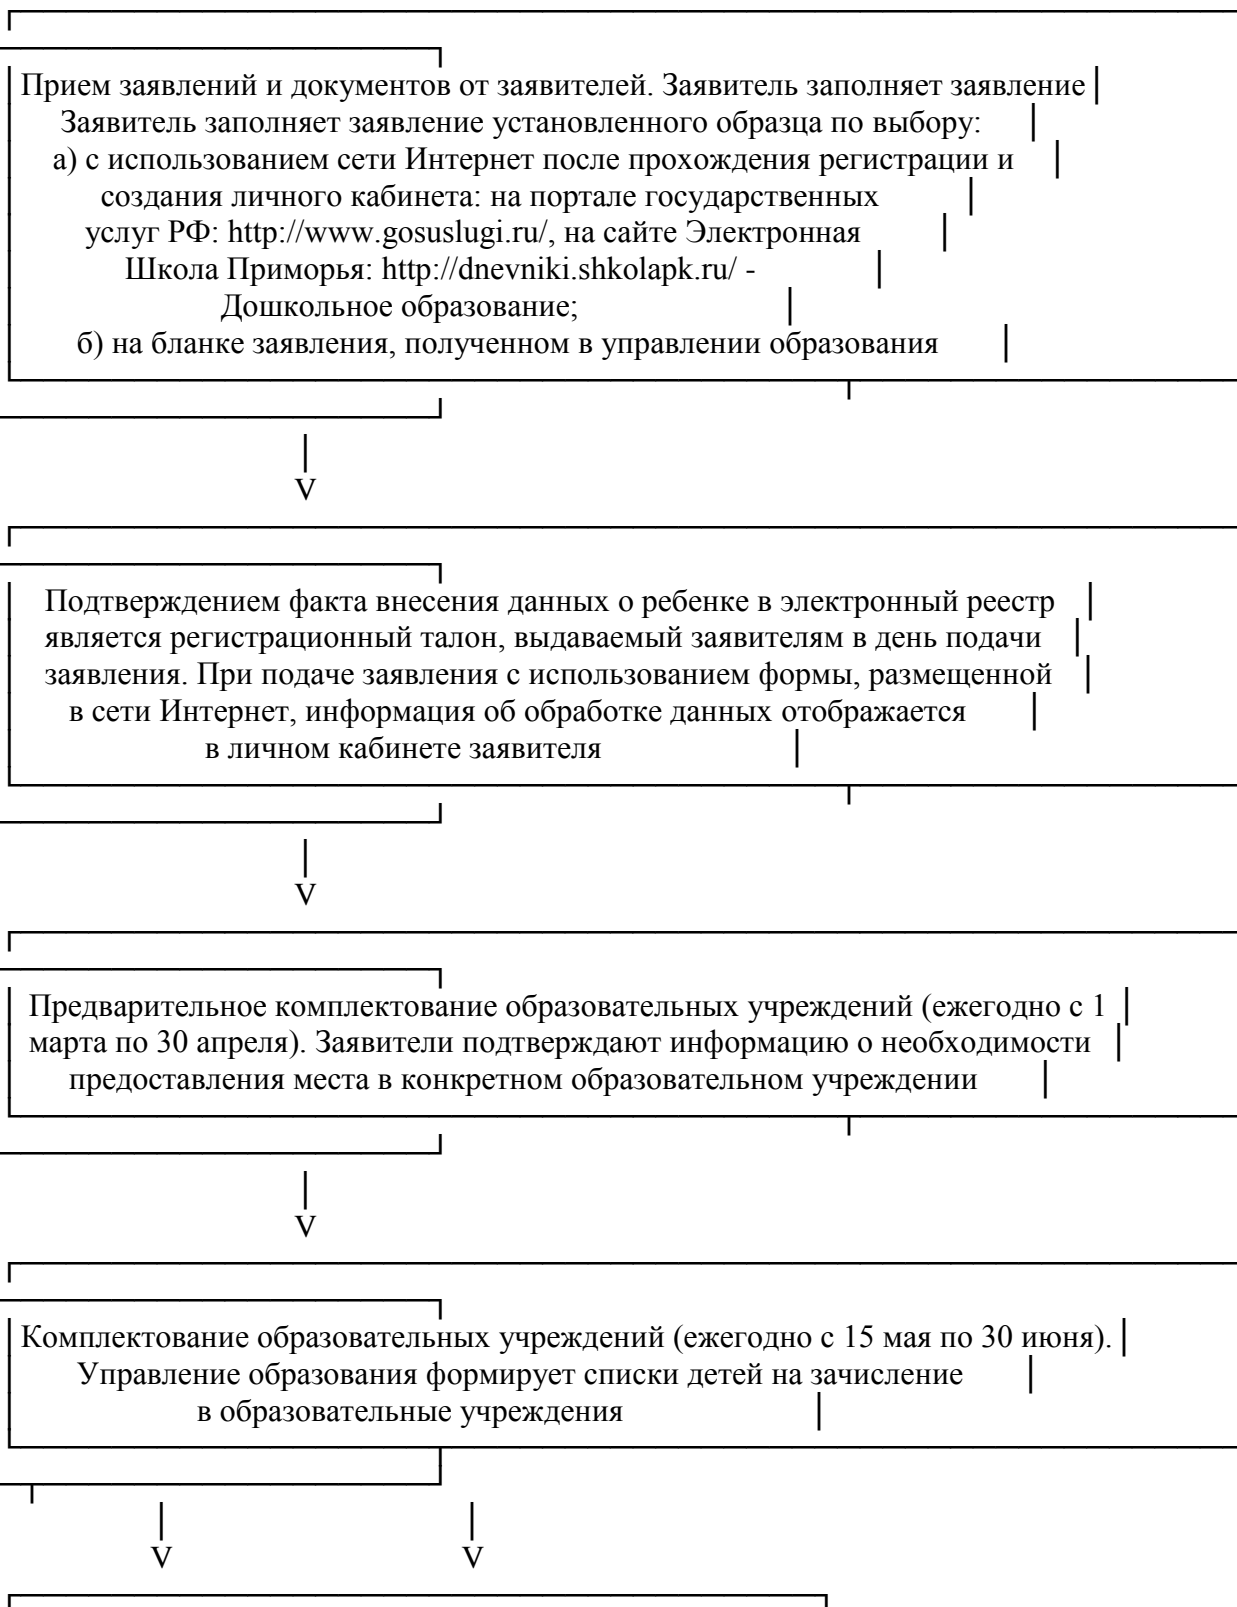 Прием заявлений и документов от заявителей. Заявитель заполняет заявление
Заявитель заполняет заявление установленного образца по выбору:
а) с использованием сети Интернет после прохождения регистрации и
создания личного кабинета: на портале государственных
услуг РФ: http://www.gosuslugi.ru/, на сайте Электронная
Школа Приморья: http://dnevniki.shkolapk.ru/ -
Дошкольное образование;
б) на бланке заявления, полученном в управлении образования
V
Подтверждением факта внесения данных о ребенке в электронный реестр
является регистрационный талон, выдаваемый заявителям в день подачи
заявления. При подаче заявления с использованием формы, размещенной
в сети Интернет, информация об обработке данных отображается
в личном кабинете заявителя
V
Предварительное комплектование образовательных учреждений (ежегодно с 1
марта по 30 апреля). Заявители подтверждают информацию о необходимости
предоставления места в конкретном образовательном учреждении
V
Комплектование образовательных учреждений (ежегодно с 15 мая по 30 июня).
Управление образования формирует списки детей на зачисление
в образовательные учреждения
V V